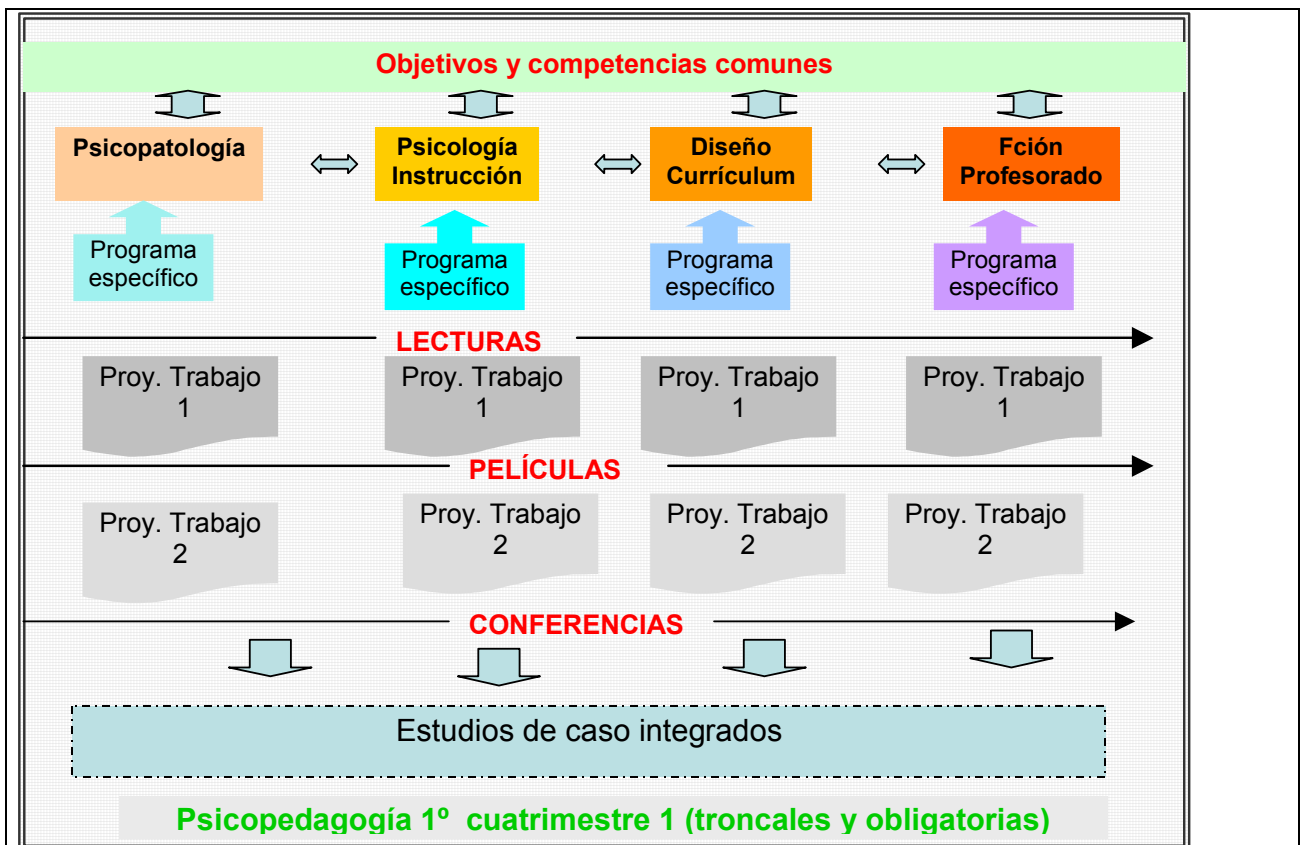 Objetivos y competencias comunes
Psicopatología
Psicología
Instrucción
Diseño
Currículum
Fción
Profesorado
Programa
específico
Programa
específico
Programa
específico
Programa
específico
LECTURAS
Proy. Trabajo
1
Proy. Trabajo
1
Proy. Trabajo
1
Proy. Trabajo
1
PELÍCULAS
Proy. Trabajo
2
Proy. Trabajo
2
Proy. Trabajo
2
Proy. Trabajo
2
CONFERENCIAS
Estudios de caso integrados
Psicopedagogía 1º cuatrimestre 1 (troncales y obligatorias)